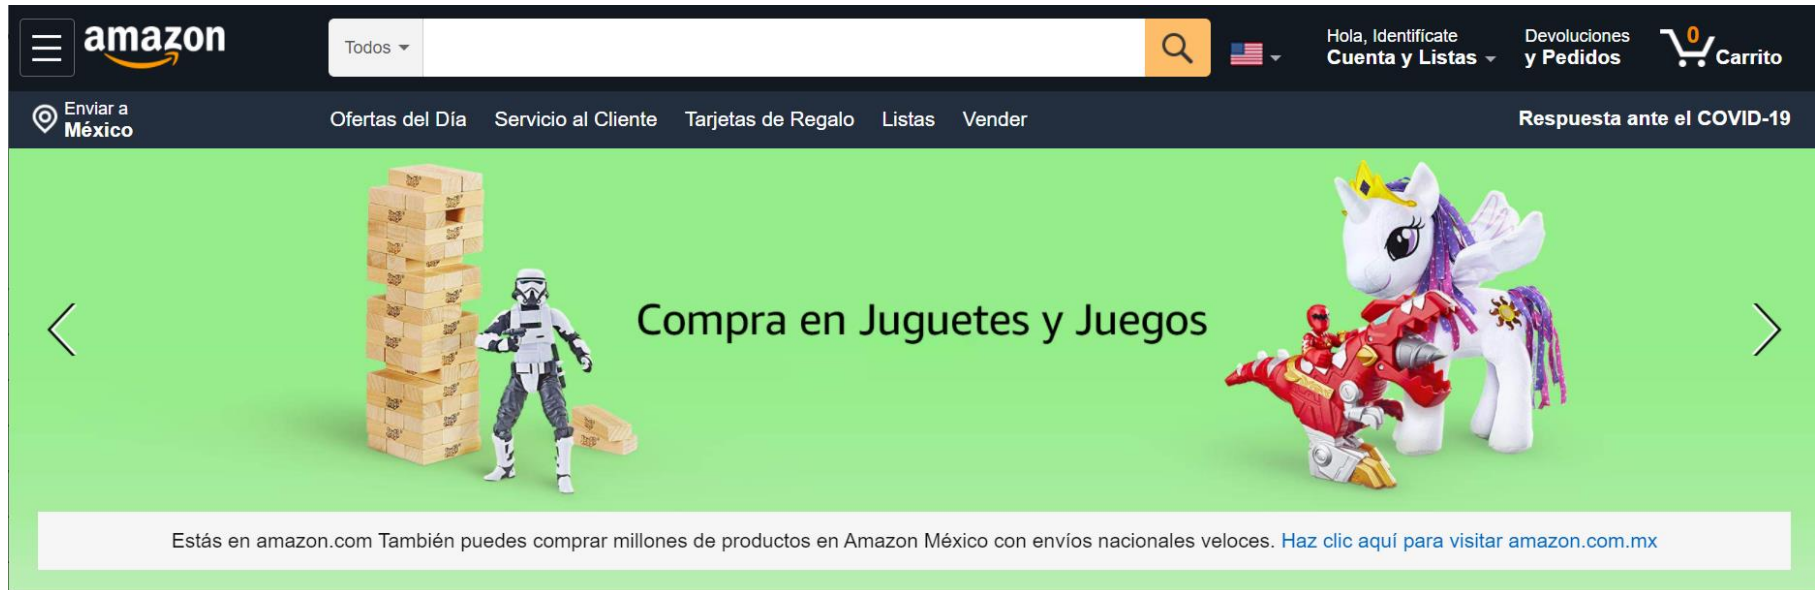 amazon
Todos
Hola, Identifícate
Cuenta y Listas
Devoluciones
y Pedidos
0
Carrito
Enviar a
México
Ofertas del Día
Servicio al Cliente
Tarjetas de Regalo
Listas
Vender
Respuesta ante el COVID-19
Compra en Juguetes y Juegos
Estás en amazon.com También puedes comprar millones de productos en Amazon México con envíos nacionales veloces. Haz clic aquí para visitar amazon.com.mx